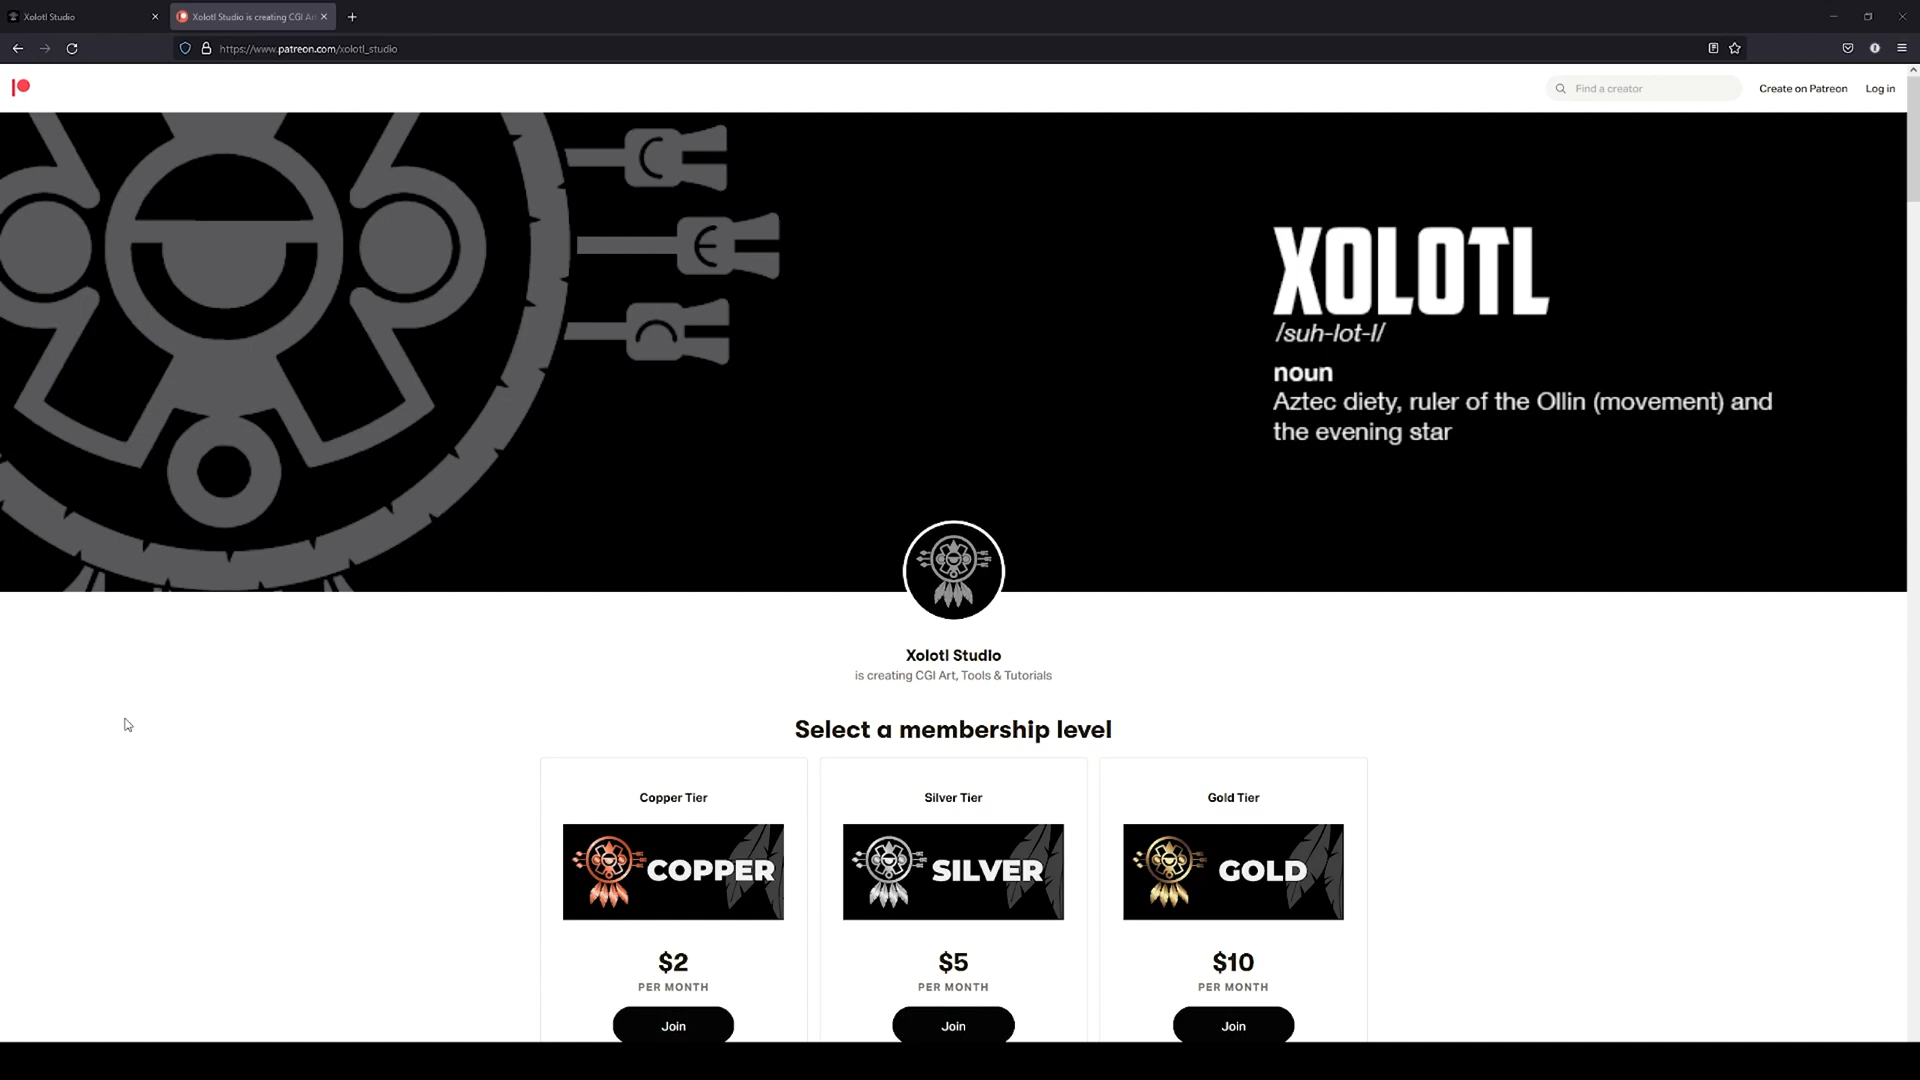 Xolotl Studio
Xolotl Studio is creating CGI Ar
https://www.patreon.com/xolotl_studio
Find a creator
Create on Patreon
Log in
XOLOTL
/suh-lot-l/
noun
Aztec diety, ruler of the Ollin (movement) and
the evening star
Xolotl Studio
is creating CGI Art, Tools & Tutorials
Select a membership level
Copper Tier
COPPER
$2
PER MONTH
Join
Silver Tier
SILVER
$5
PER MONTH
Join
Gold Tier
GOLD
$10
PER MONTH
Join